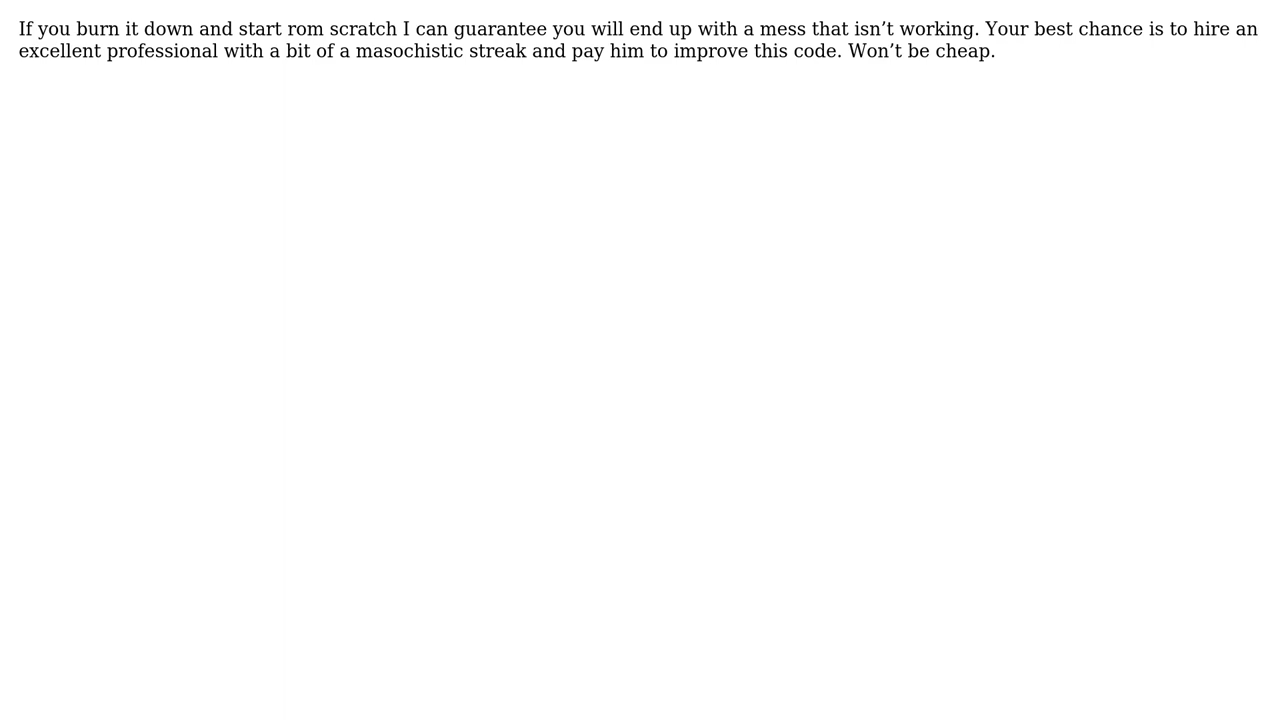 If you burn it down and start rom scratch I can guarantee you will end up with a mess that isn’t working. Your best chance is to hire an
excellent professional with a bit of a masochistic streak and pay him to improve this code. Won’t be cheap.